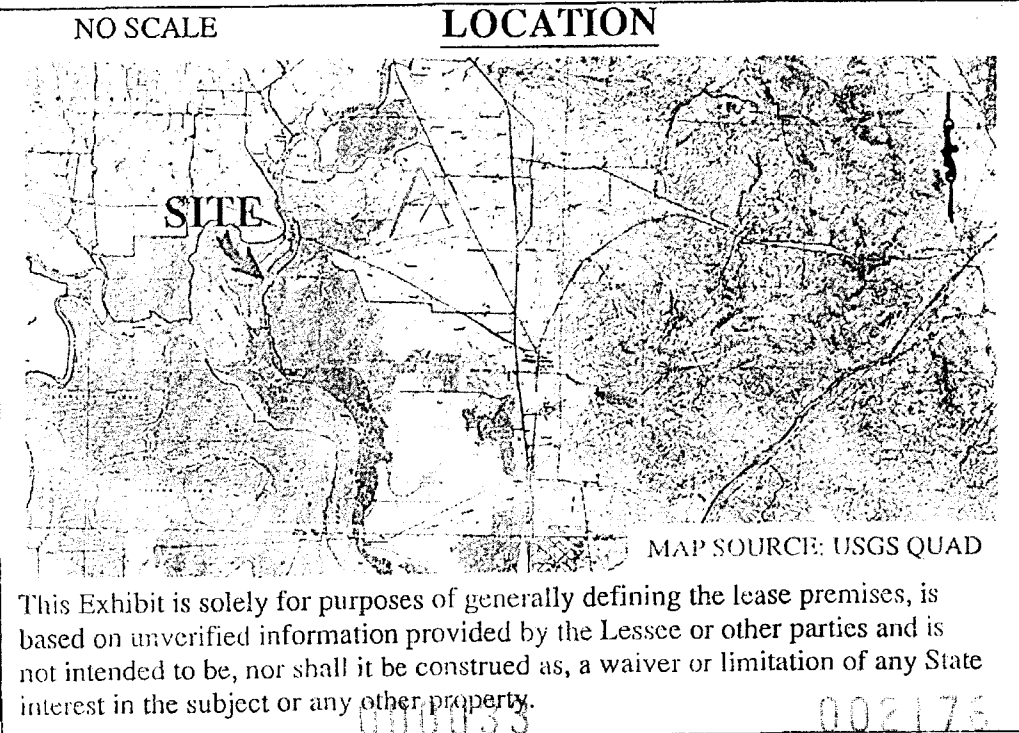 NO SCALE
LOCATION
SITE
MAP SOURCE: USGS QUAD
This Exhibit is solely for purposes of generally defining the lease premises, is
based on unverified information provided by the Lessee or other parties and is
not intended to be, nor shall it be construed as, a waiver or limitation of any State
interest in the subject or any other property.
000033